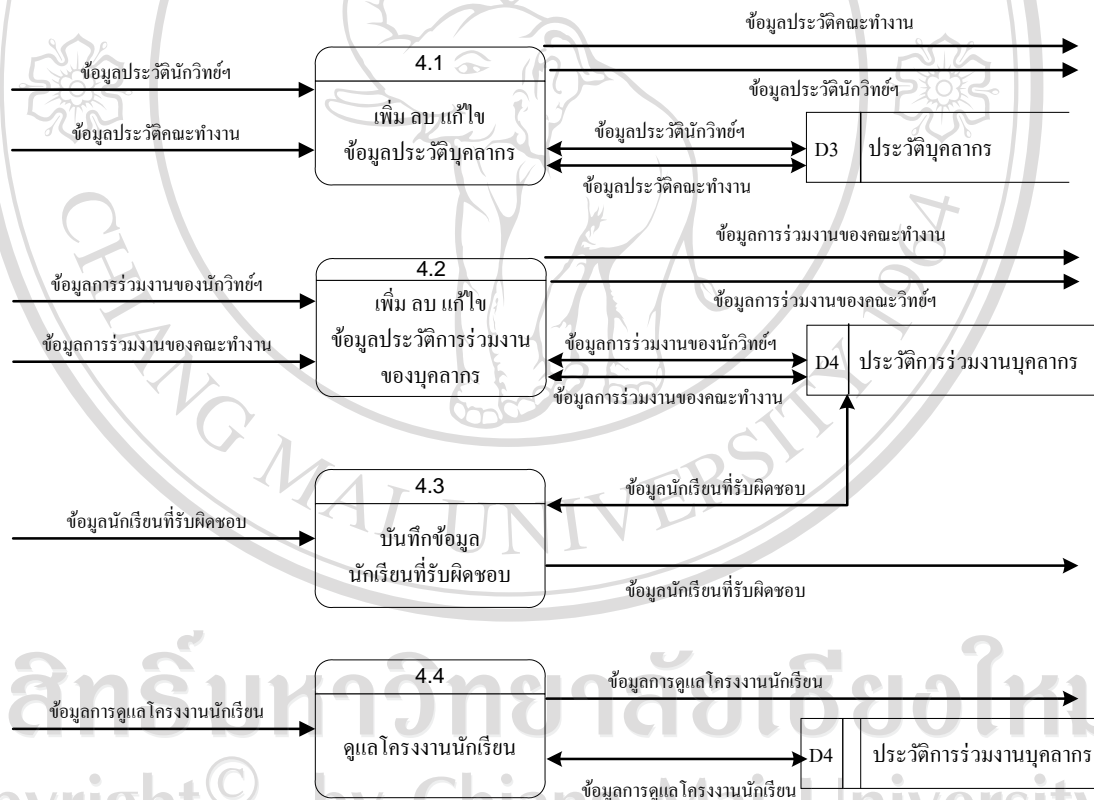 ข้อมูลประวัติคณะทำงาน
ข้อมูลประวัตินักวิทย์ฯ
4.1
เพิ่ม ลบ แก้ไข
ข้อมูลประวัติบุคลากร
ข้อมูลประวัตินักวิทย์ฯ
ข้อมูลประวัติคณะทำงาน
ข้อมูลประวัตินักวิทย์ฯ
D3 ประวัติบุคลากร
ข้อมูลประวัติคณะทำงาน
ข้อมูลการร่วมงานของคณะทำงาน
4.2
เพิ่ม ลบ แก้ไข
ข้อมูลประวัติการร่วมงาน
ของบุคลากร
ข้อมูลการร่วมงานของนักวิทย์ฯ
ข้อมูลการร่วมงานของคณะวิทย์ฯ
ข้อมูลการร่วมงานของคณะทำงาน
ข้อมูลการร่วมงานของนักวิทย์ฯ
D4 ประวัติการร่วมงานบุคลากร
ข้อมูลการร่วมงานของคณะทำงาน
4.3
บันทึกข้อมูล
นักเรียนที่รับผิดชอบ
ข้อมูลนักเรียนที่รับผิดชอบ
ข้อมูลนักเรียนที่รับผิดชอบ
ข้อมูลนักเรียนที่รับผิดชอบ
4.4
ดูแลโครงงานนักเรียน
ข้อมูลการดูแลโครงงานนักเรียน
ข้อมูลการดูแลโครงงานนักเรียน
D4 ประวัติการร่วมงานบุคลากร
ข้อมูลการดูแลโครงงานนักเรียน
CHIANG MAI UNIVERSITY 1964
สิทธิ์มหาวิทยาลัยเชียงใหม่
by Chiang Mai University